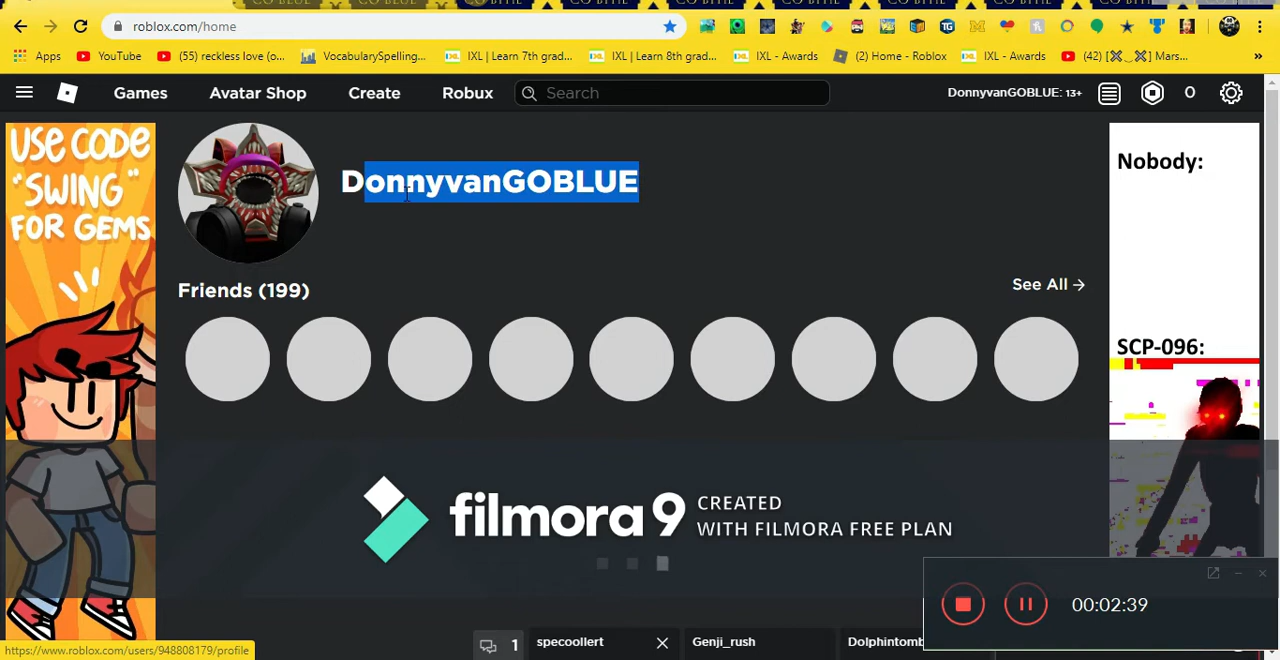 roblox.com/home
Apps
YouTube
(55) reckless love (o...
VocabularySpelling...
IXL | Learn 7th grad...
IXL | Learn 8th grad...
IXL - Awards
(2) Home - Roblox
IXL - Awards
(42) [X‿X] Mars...
»
Games
Avatar Shop
Create
Robux
Search
DonnyvanGOBLUE: 13+
0
USE CODE
"SWING"
FOR GEMS
DonnyvanGOBLUE
Friends (199)
See All →
Nobody:
SCP-096:
filmora 9
CREATED
WITH FILMORA FREE PLAN
00:02:39
1
specoollert
Genji_rush
Dolphintomb
https://www.roblox.com/users/948808179/profile